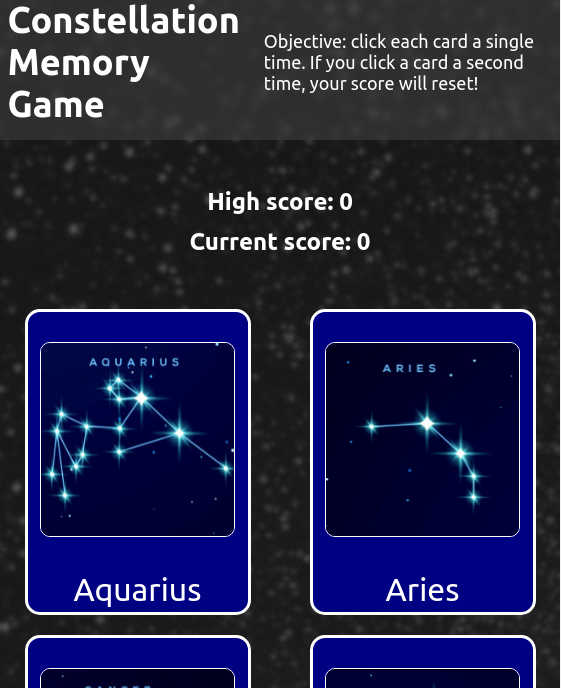 Constellation
Memory
Game
Objective: click each card a single
time. If you click a card a second
time, your score will reset!
High score: 0
Current score: 0
AQUARIUS
ARIES
Aquarius
Aries